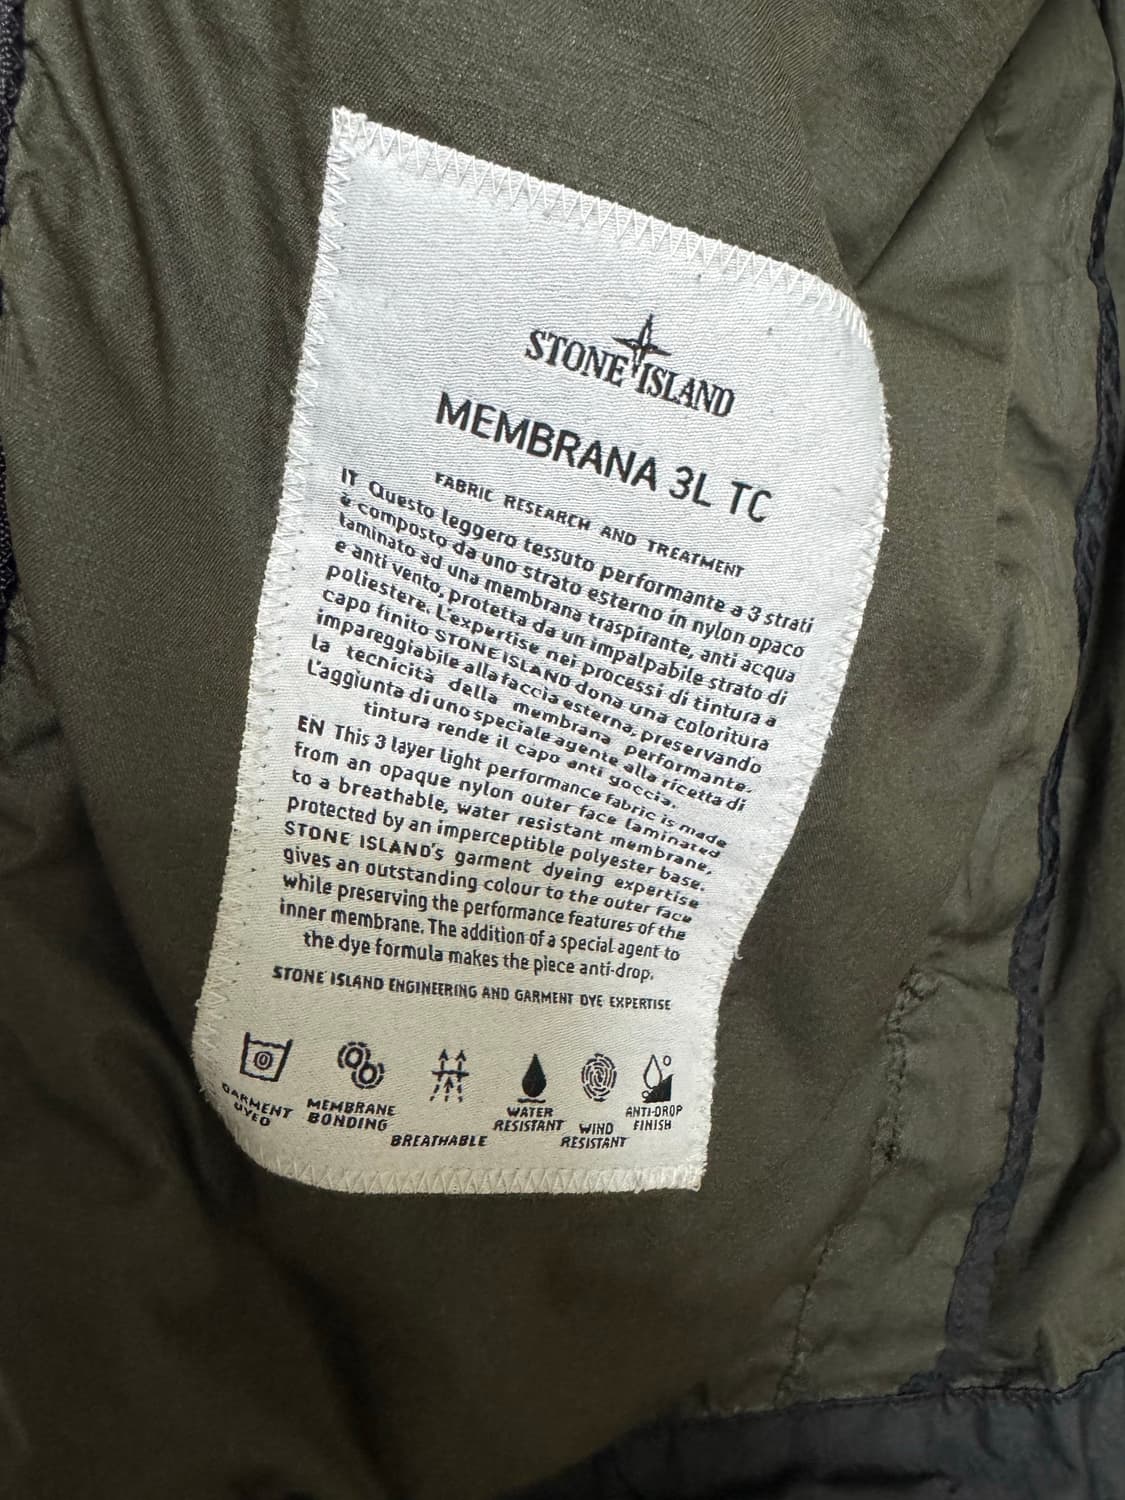 STONE ISLAND
MEMBRANA 3L TC
FABRIC RESEARCH AND TREATMENT
IT Questo leggero tessuto performante a 3 strati
è composto da uno strato esterno in nylon opaco
laminato ad una membrana traspirante, anti acqua
e anti vento, protetta da un impalpabile strato di
poliestere. L'expertise nei processi di tintura a
capo finito STONE ISLAND dona una coloritura
impareggiabile alla faccia esterna, preservando
la tecnicità della membrana performante.
L'aggiunta di uno speciale agente alla ricetta di
tintura rende il capo anti goccia.
EN This 3 layer light performance fabric is made
from an opaque nylon outer face laminated
to a breathable, water resistant membrane,
protected by an imperceptible polyester base.
STONE ISLAND's garment dyeing expertise
gives an outstanding colour to the outer face
while preserving the performance features of the
inner membrane. The addition of a special agent to
the dye formula makes the piece anti-drop.
STONE ISLAND ENGINEERING AND GARMENT DYE EXPERTISE
GARMENT
DYED
MEMBRANE
BONDING
BREATHABLE
WATER
RESISTANT
WIND
RESISTANT
ANTI-DROP
FINISH